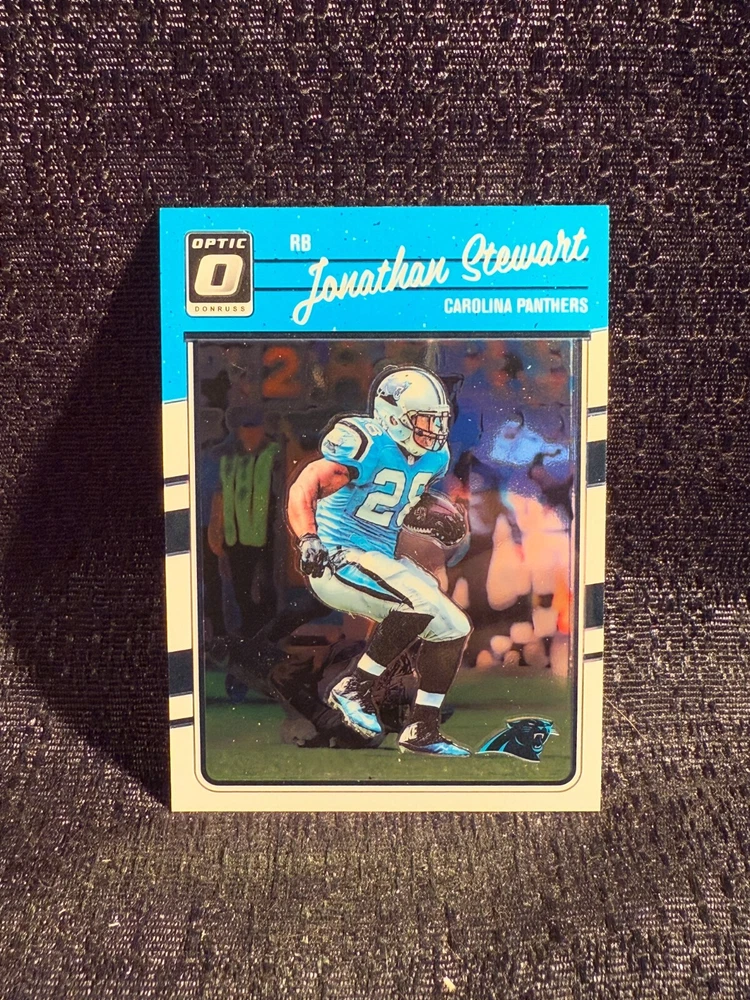 OPTIC
O
DONRUSS
RB
Jonathan Stewart
CAROLINA PANTHERS
28